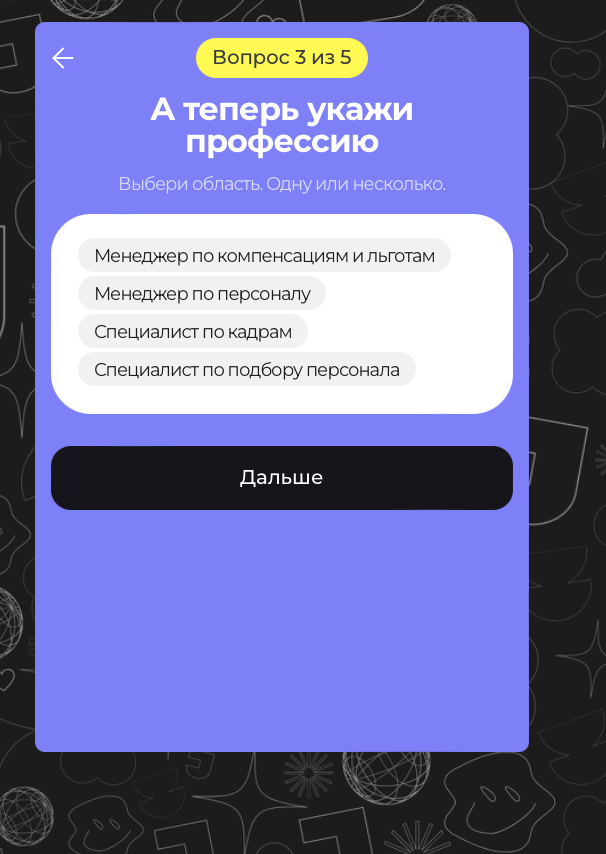 Вопрос 3 из 5
А теперь укажи
профессию
Выбери область. Одну или несколько.
Менеджер по компенсациям и льготам
Менеджер по персоналу
Специалист по кадрам
Специалист по подбору персонала
Дальше